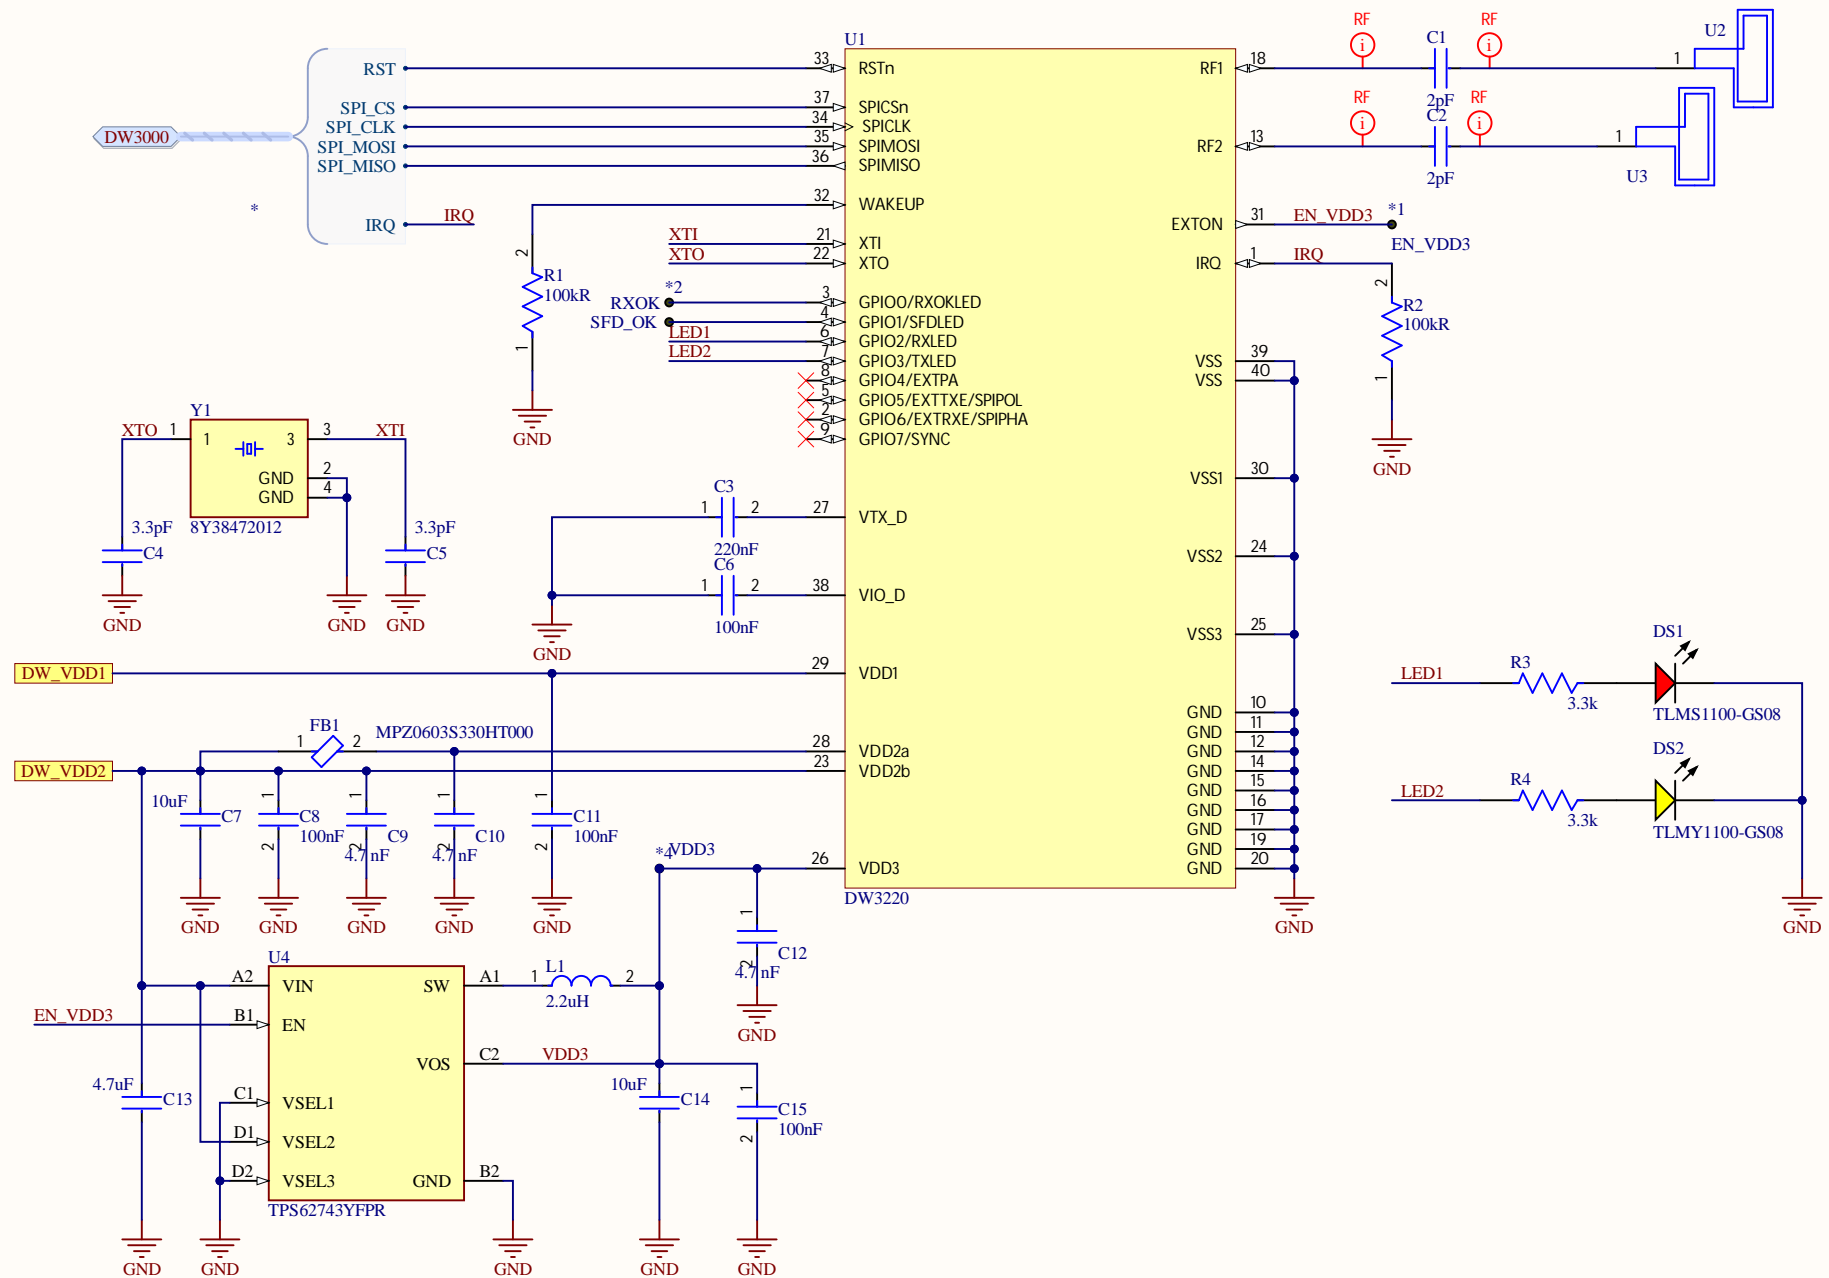 DW3000
RST
SPI_CS
SPI_CLK
SPI_MOSI
SPI_MISO
IRQ
IRQ
*
U1
33 RSTn
37 SPICSn
34 SPICLK
35 SPIMOSI
36 SPIMISO
32 WAKEUP
XTI 21 XTI
XTO 22 XTO
*2
RXOK 3 GPIO0/RXOKLED
SFD_OK 4 GPIO1/SFDLED
LED1 6 GPIO2/RXLED
LED2 7 GPIO3/TXLED
8 GPIO4/EXTPA
5 GPIO5/EXTTXE/SPIPOL
2 GPIO6/EXTRXE/SPIPHA
9 GPIO7/SYNC
27 VTX_D
38 VIO_D
29 VDD1
28 VDD2a
23 VDD2b
26 VDD3
DW3220
RF1 18
RF2 13
EXTON 31 EN_VDD3
IRQ 1 IRQ
VSS 39
VSS 40
VSS1 30
VSS2 24
VSS3 25
GND 10
GND 11
GND 12
GND 14
GND 15
GND 16
GND 17
GND 19
GND 20
GND
RF
i
C1
2pF
RF
i
1
U2
RF
i
C2
2pF
RF
i
1
U3
*1
EN_VDD3
2
R2
100kR
1
GND
2
R1
100kR
1
GND
Y1
XTO 1 1 3 3 XTI
GND 2
GND 4
8Y38472012
3.3pF
C4
GND
GND
3.3pF
C5
GND
C3
1 2
220nF
C6
1 2
100nF
GND
DW_VDD1
FB1
1 2
MPZ0603S330HT000
DW_VDD2
10uF
C7
GND
1
C8
100nF
2
GND
1
C9
4.7 nF
2
GND
1
C10
4.7 nF
2
GND
1
C11
100nF
2
GND
*4
VDD3
1
C12
4.7 nF
2
GND
U4
A2 VIN
EN_VDD3 B1 EN
C1 VSEL1
D1 VSEL2
D2 VSEL3
SW A1
VOS C2 VDD3
GND B2
TPS62743YFPR
L1
1 2
2.2uH
4.7uF
C13
GND
GND
GND
10uF
C14
GND
1
C15
100nF
2
GND
LED1
R3
3.3k
DS1
TLMS1100-GS08
LED2
R4
3.3k
DS2
TLMY1100-GS08
GND